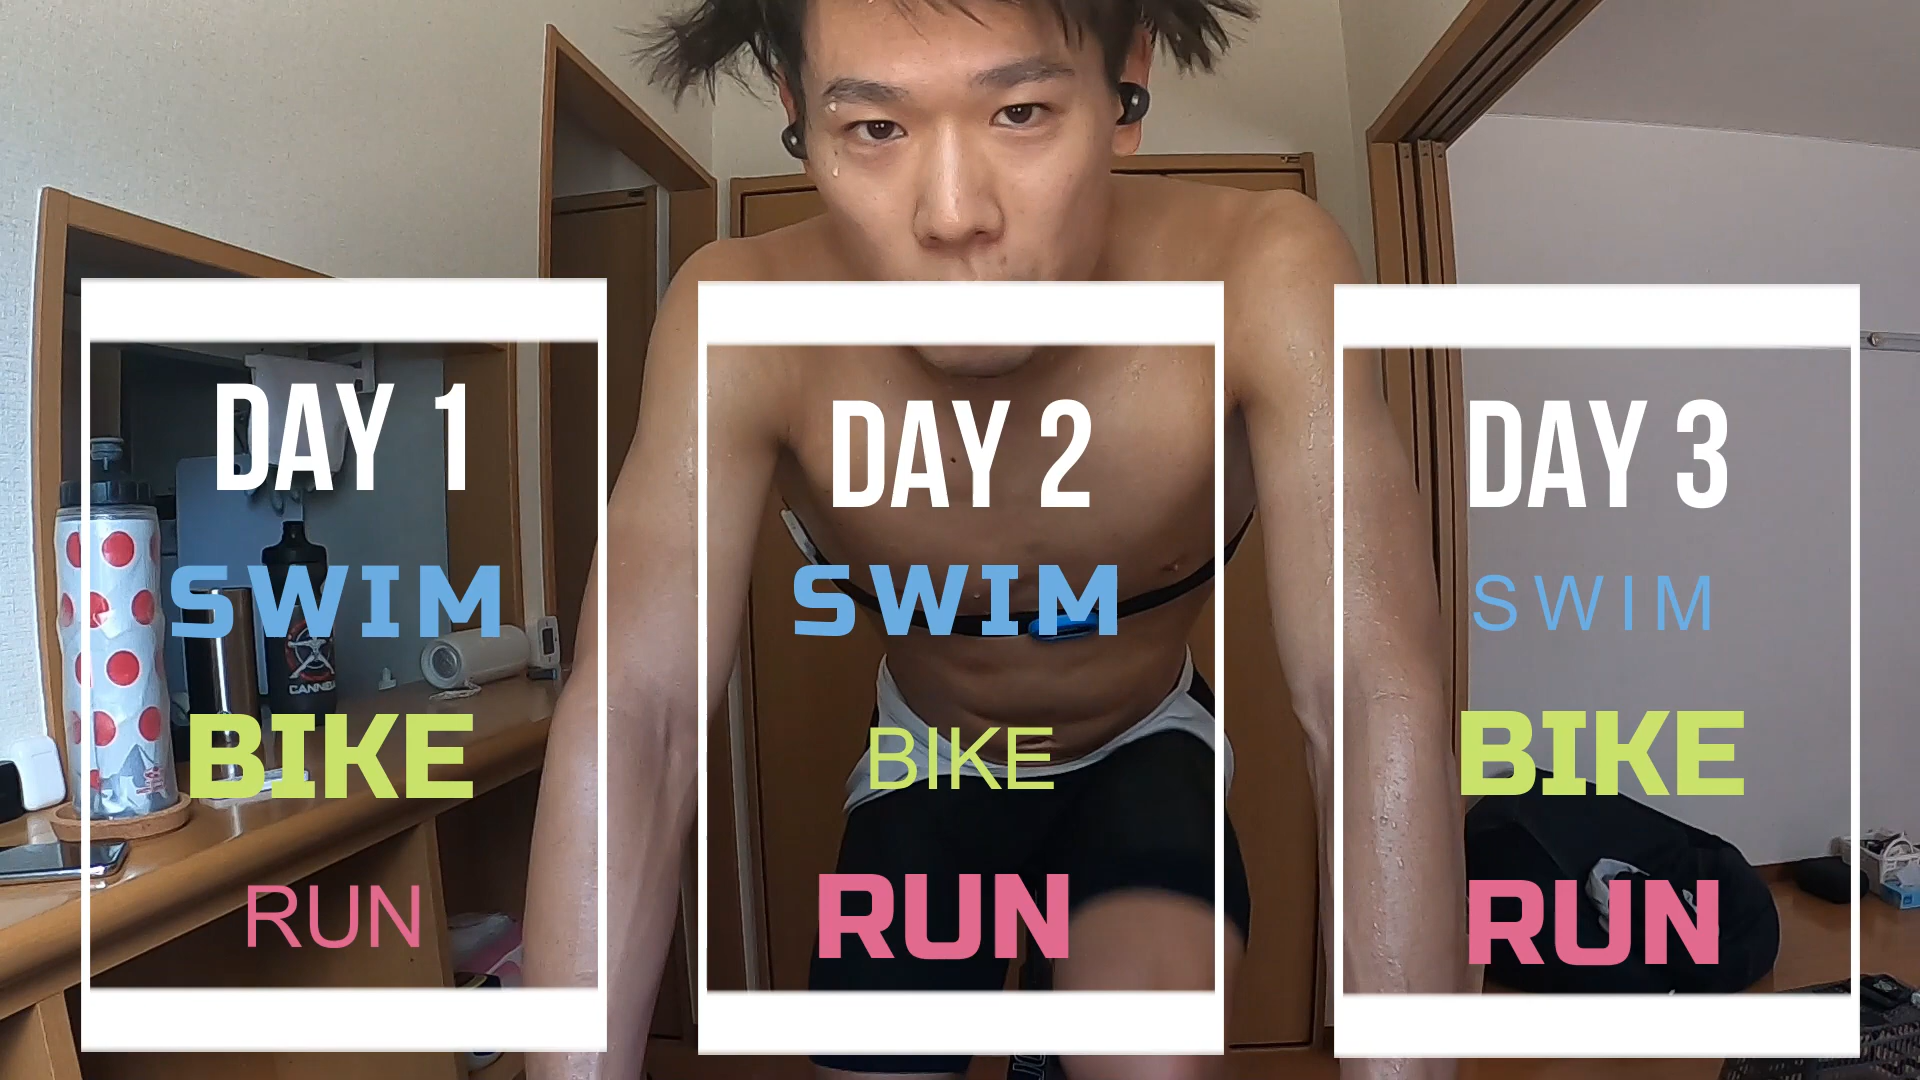 DAY 1
SWIM
BIKE
RUN
DAY 2
SWIM
BIKE
RUN
DAY 3
SWIM
BIKE
RUN